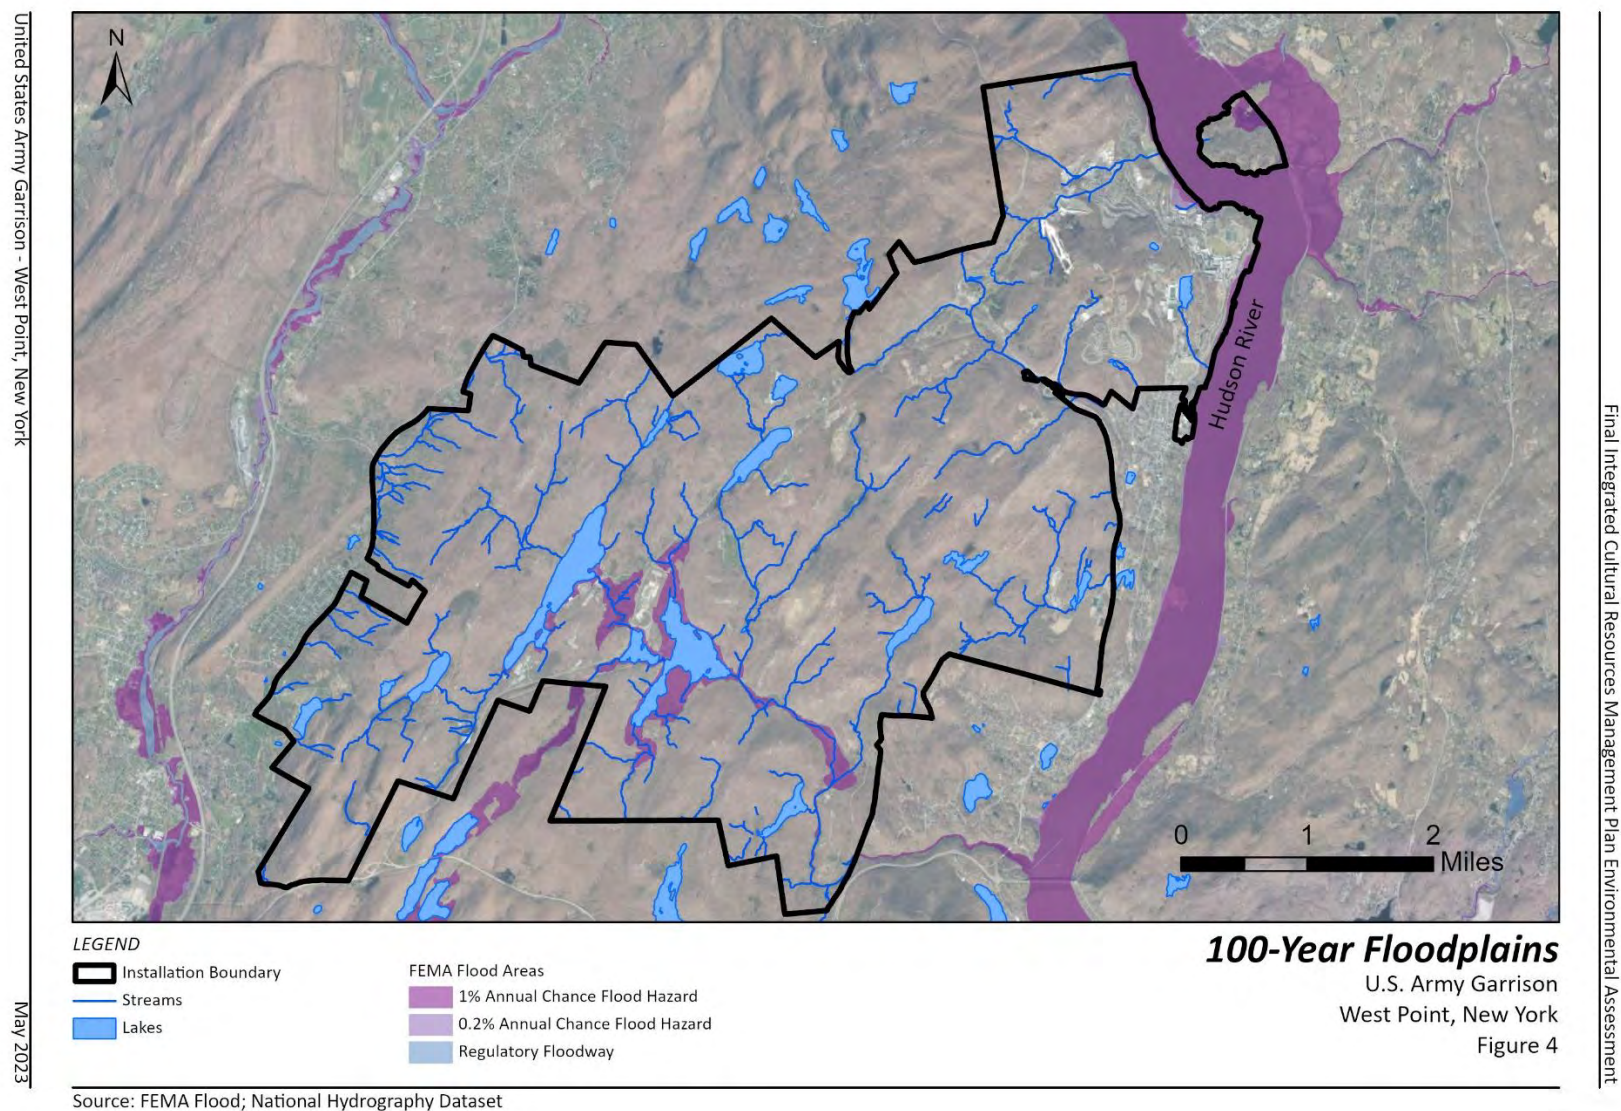 United States Army Garrison - West Point, New York
May 2023
Final Integrated Cultural Resources Management Plan Environmental Assessment
N
Hudson River
0 1 2
Miles
LEGEND
Installation Boundary
Streams
Lakes
FEMA Flood Areas
1% Annual Chance Flood Hazard
0.2% Annual Chance Flood Hazard
Regulatory Floodway
100-Year Floodplains
U.S. Army Garrison
West Point, New York
Figure 4
Source: FEMA Flood; National Hydrography Dataset